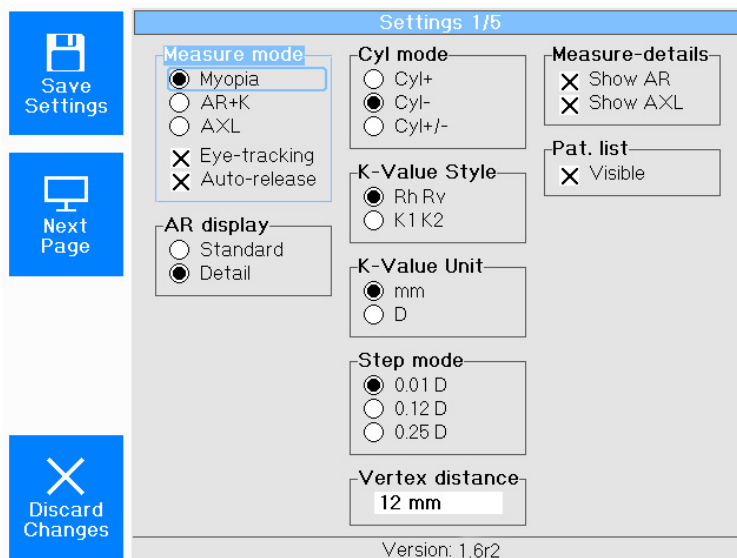 Settings 1/5
Save
Settings
Next
Page
Discard
Changes
Measure mode
Myopia
AR+K
AXL
Eye-tracking
Auto-release
AR display
Standard
Detail
Cyl mode
Cyl+
Cyl-
Cyl+/-
K-Value Style
Rh Rv
K1 K2
K-Value Unit
mm
D
Step mode
0.01 D
0.12 D
0.25 D
Vertex distance
12 mm
Measure-details
Show AR
Show AXL
Pat. list
Visible
Version: 1.6r2